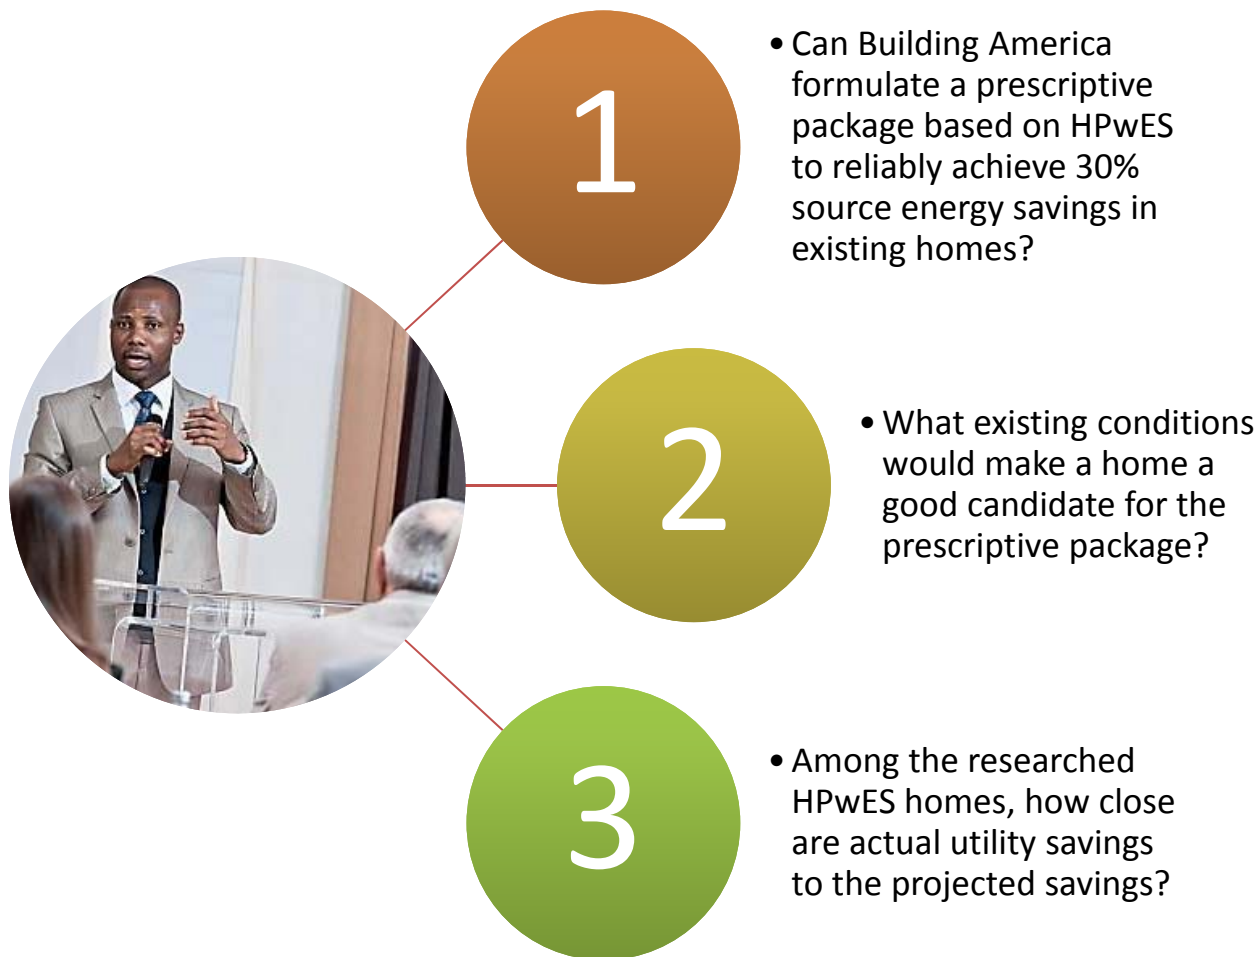 1
• Can Building America
formulate a prescriptive
package based on HPwES
to reliably achieve 30%
source energy savings in
existing homes?
2
• What existing conditions
would make a home a
good candidate for the
prescriptive package?
3
• Among the researched
HPwES homes, how close
are actual utility savings
to the projected savings?